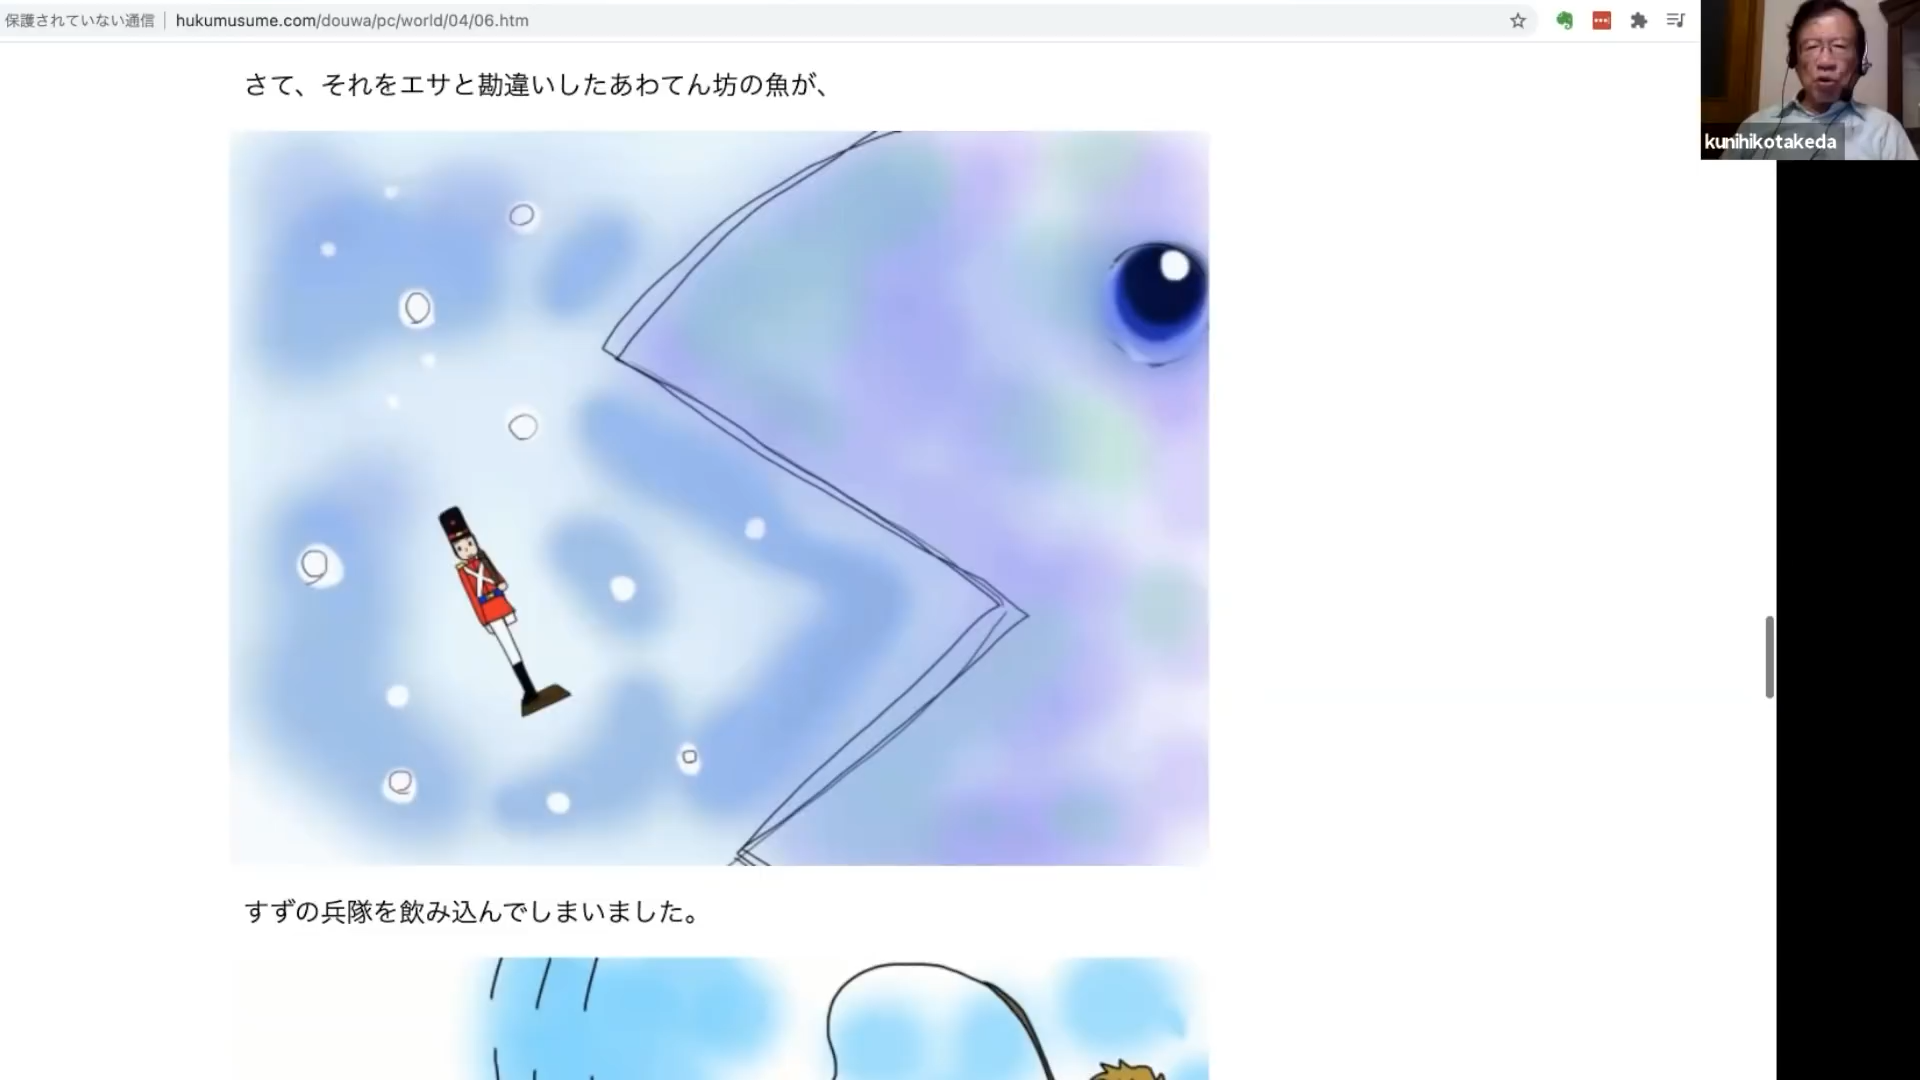 保護されていない通信 | hukumusume.com/douwa/pc/world/04/06.htm
kunihikotakeda
さて、それをエサと勘違いしたあわてん坊の魚が、
すずの兵隊を飲み込んでしまいました。